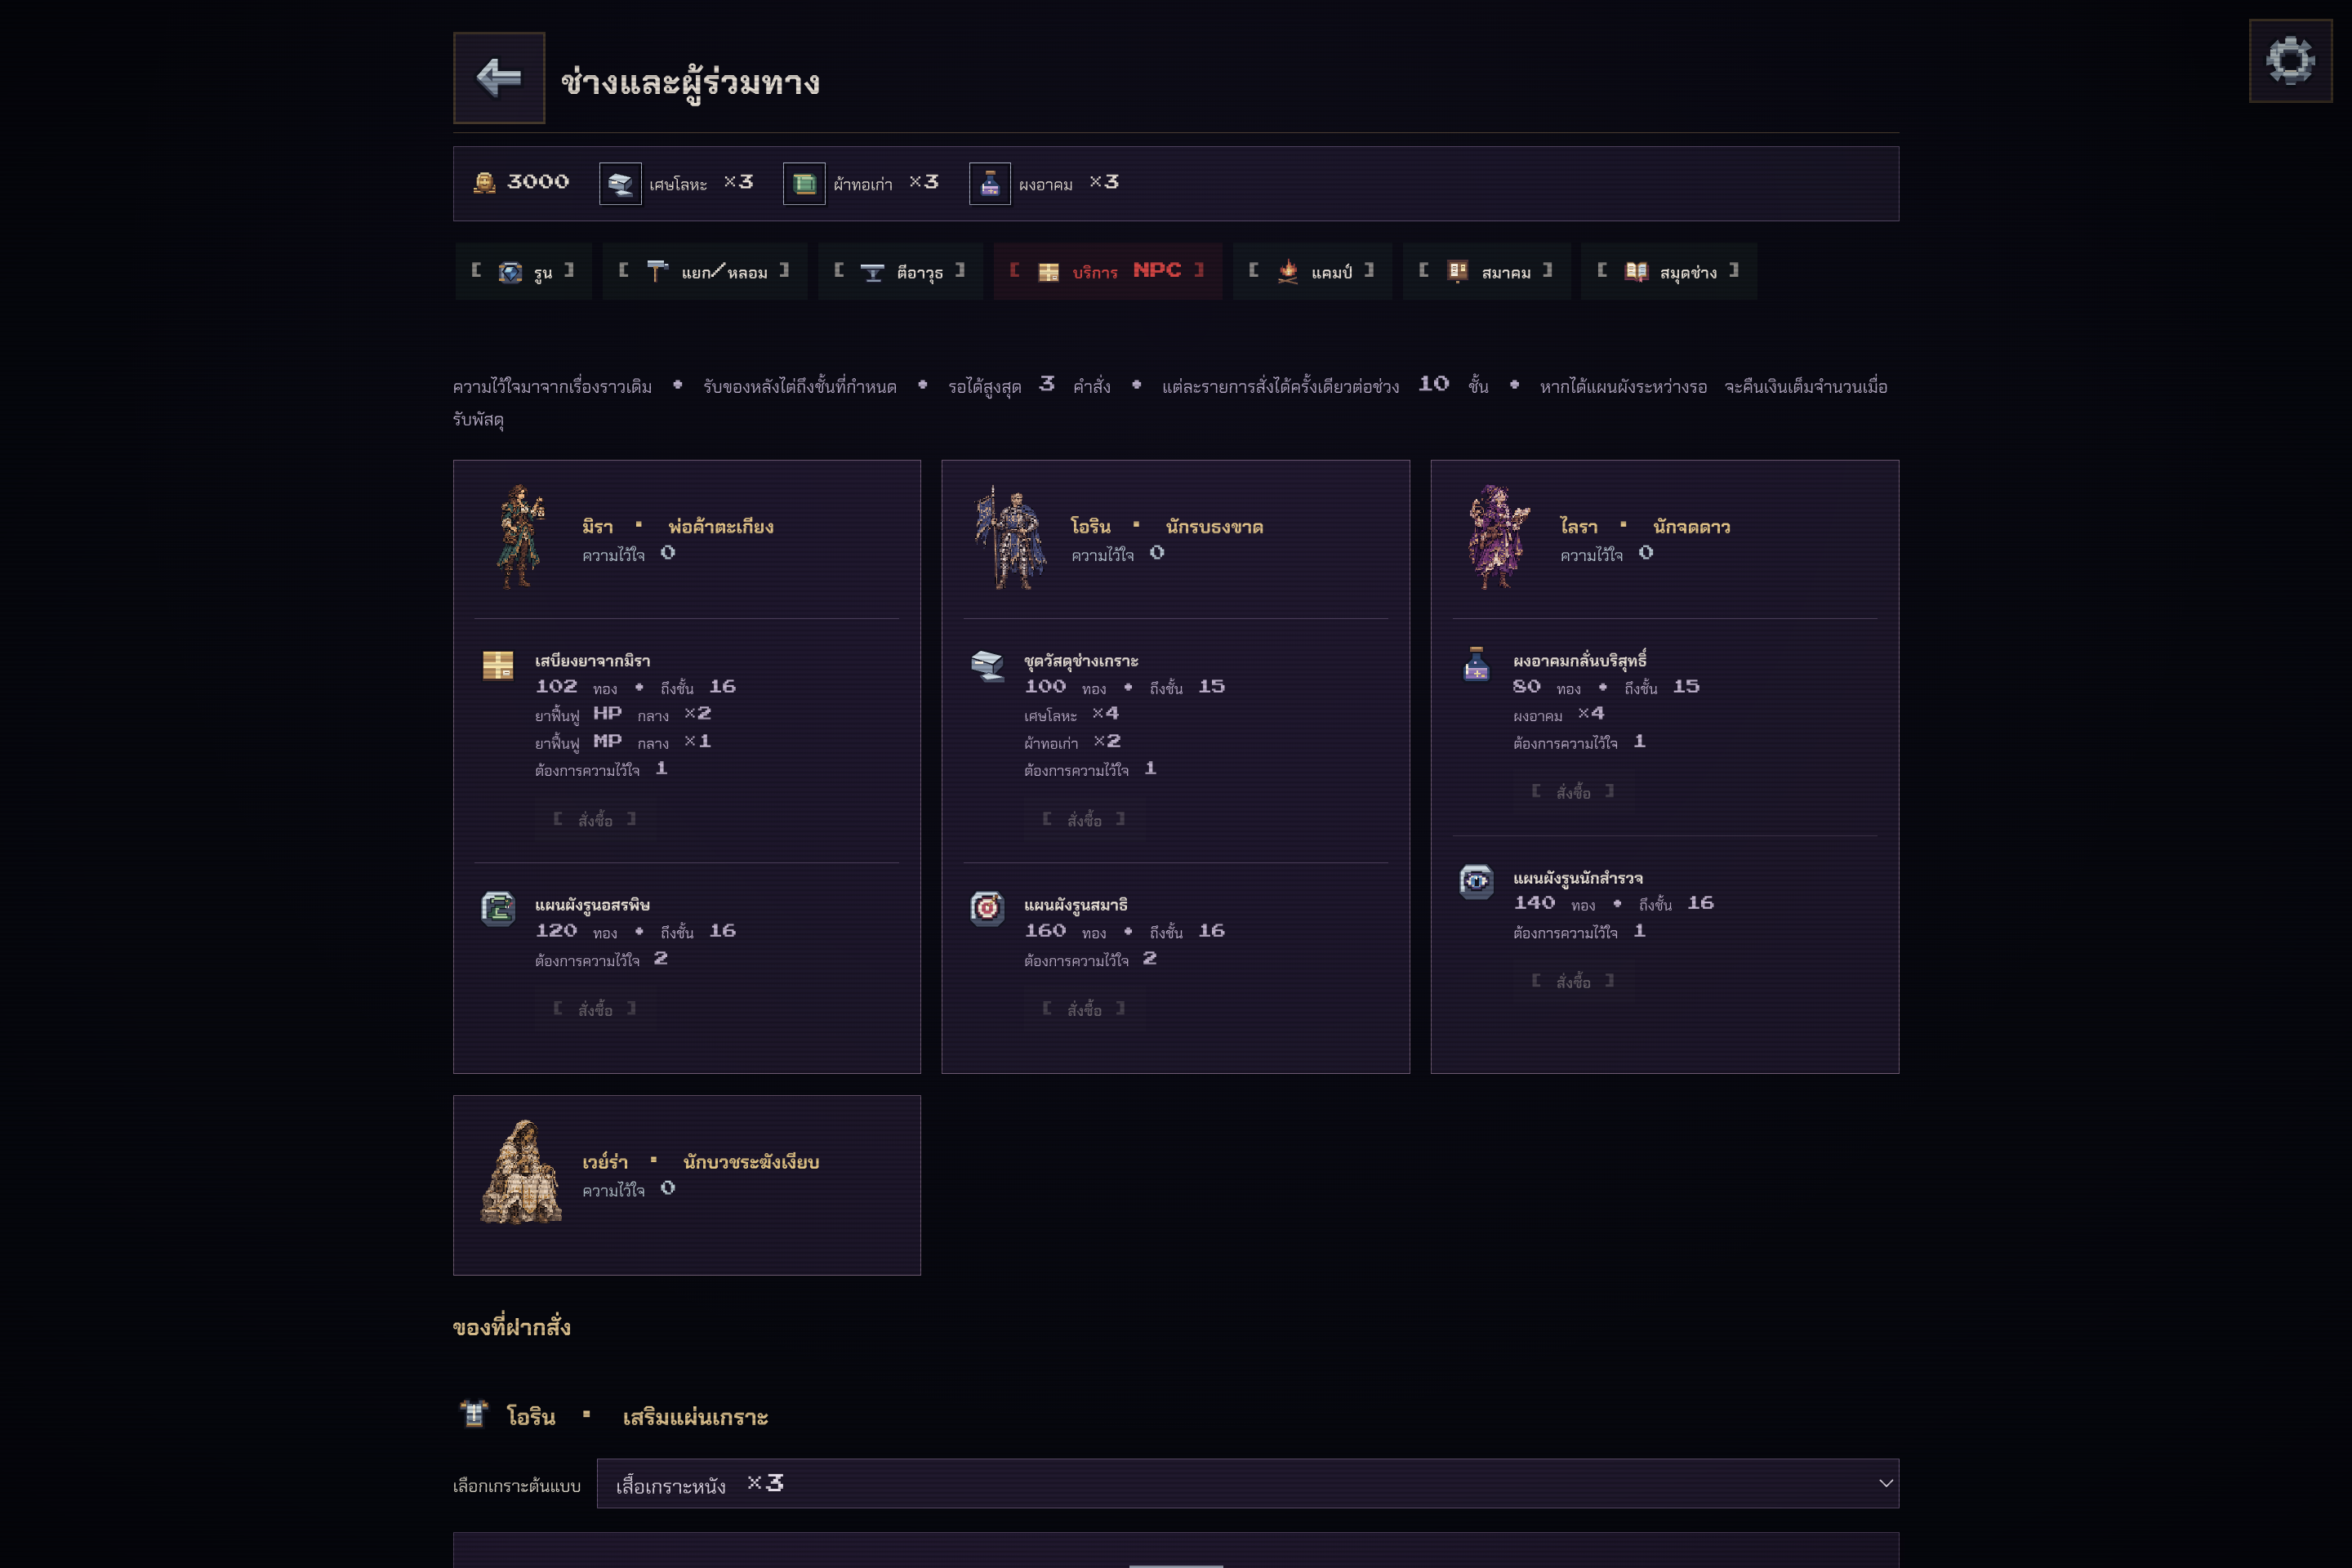 ช่างและผู้ร่วมทาง
3000 เศษโลหะ ×3 ผ้าทอเก่า ×3 ผงอาคม ×3
[ รูน ] [ แยก/หลอม ] [ ตีอาวุธ ] [ บริการ NPC ] [ แคมป์ ] [ สมาคม ] [ สมุดช่าง ]
ความไว้ใจมาจากเรื่องราวเดิม • รับของหลังไต่ถึงชั้นที่กำหนด • รอได้สูงสุด 3 คำสั่ง • แต่ละรายการสั่งได้ครั้งเดียวต่อช่วง 10 ชั้น • หากได้แผนผังระหว่างรอ จะคืนเงินเต็มจำนวนเมื่อ
รับพัสดุ
มิรา · พ่อค้าตะเกียง
ความไว้ใจ 0
เสบียงยาจากมิรา
102 ทอง • ถึงชั้น 16
ยาฟื้นฟู HP กลาง ×2
ยาฟื้นฟู MP กลาง ×1
ต้องการความไว้ใจ 1
[ สั่งซื้อ ]
แผนผังรูนอสรพิษ
120 ทอง • ถึงชั้น 16
ต้องการความไว้ใจ 2
[ สั่งซื้อ ]
โอริน · นักรบธงขาด
ความไว้ใจ 0
ชุดวัสดุช่างเกราะ
100 ทอง • ถึงชั้น 15
เศษโลหะ ×4
ผ้าทอเก่า ×2
ต้องการความไว้ใจ 1
[ สั่งซื้อ ]
แผนผังรูนสมาธิ
160 ทอง • ถึงชั้น 16
ต้องการความไว้ใจ 2
[ สั่งซื้อ ]
ไลรา · นักจดดาว
ความไว้ใจ 0
ผงอาคมกลั่นบริสุทธิ์
80 ทอง • ถึงชั้น 15
ผงอาคม ×4
ต้องการความไว้ใจ 1
[ สั่งซื้อ ]
แผนผังรูนนักสำรวจ
140 ทอง • ถึงชั้น 16
ต้องการความไว้ใจ 1
[ สั่งซื้อ ]
เวย์ร่า · นักบวชระฆังเงียบ
ความไว้ใจ 0
ของที่ฝากสั่ง
โอริน · เสริมแผ่นเกราะ
เลือกเกราะต้นแบบ เสื้อเกราะหนัง ×3